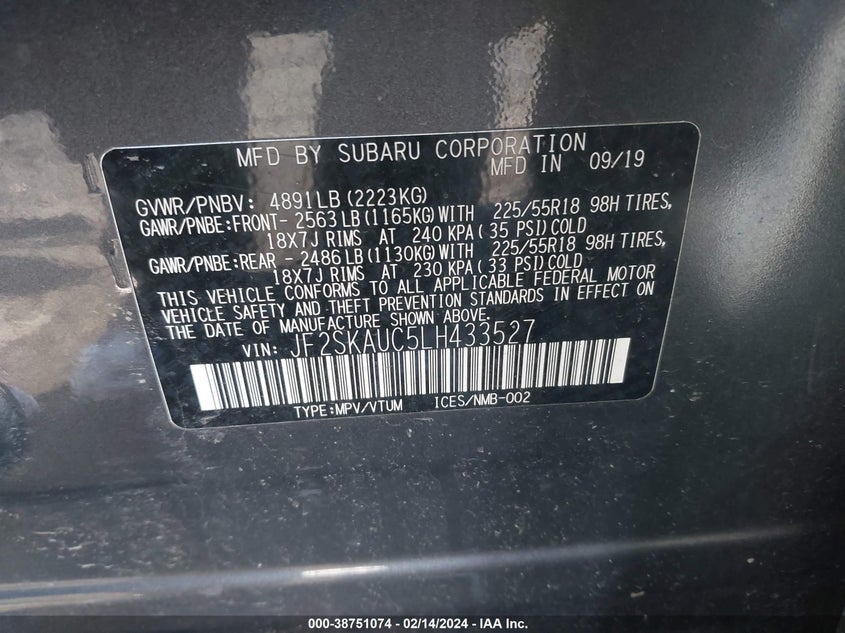 MFD BY SUBARU CORPORATION
MFD IN 09/19
GVWR/PNBV: 4891LB(2223KG)
GAWR/PNBE:FRONT- 2563LB(1165KG)WITH 225/55R18 98H TIRES,
18X7J RIMS AT 240 KPA( 35 PSI)COLD
GAWR/PNBE:REAR - 2486LB(1130KG)WITH 225/55R18 98H TIRES,
18X7J RIMS AT 230 KPA( 33 PSI)COLD
THIS VEHICLE CONFORMS TO ALL APPLICABLE FEDERAL MOTOR
VEHICLE SAFETY AND THEFT PREVENTION STANDARDS IN EFFECT ON
THE DATE OF MANUFACTURE SHOWN ABOVE.
VIN: JF2SKAUC5LH433527
TYPE:MPV/VTUM ICES/NMB-002
000-38751074 - 02/14/2024 - IAA Inc.